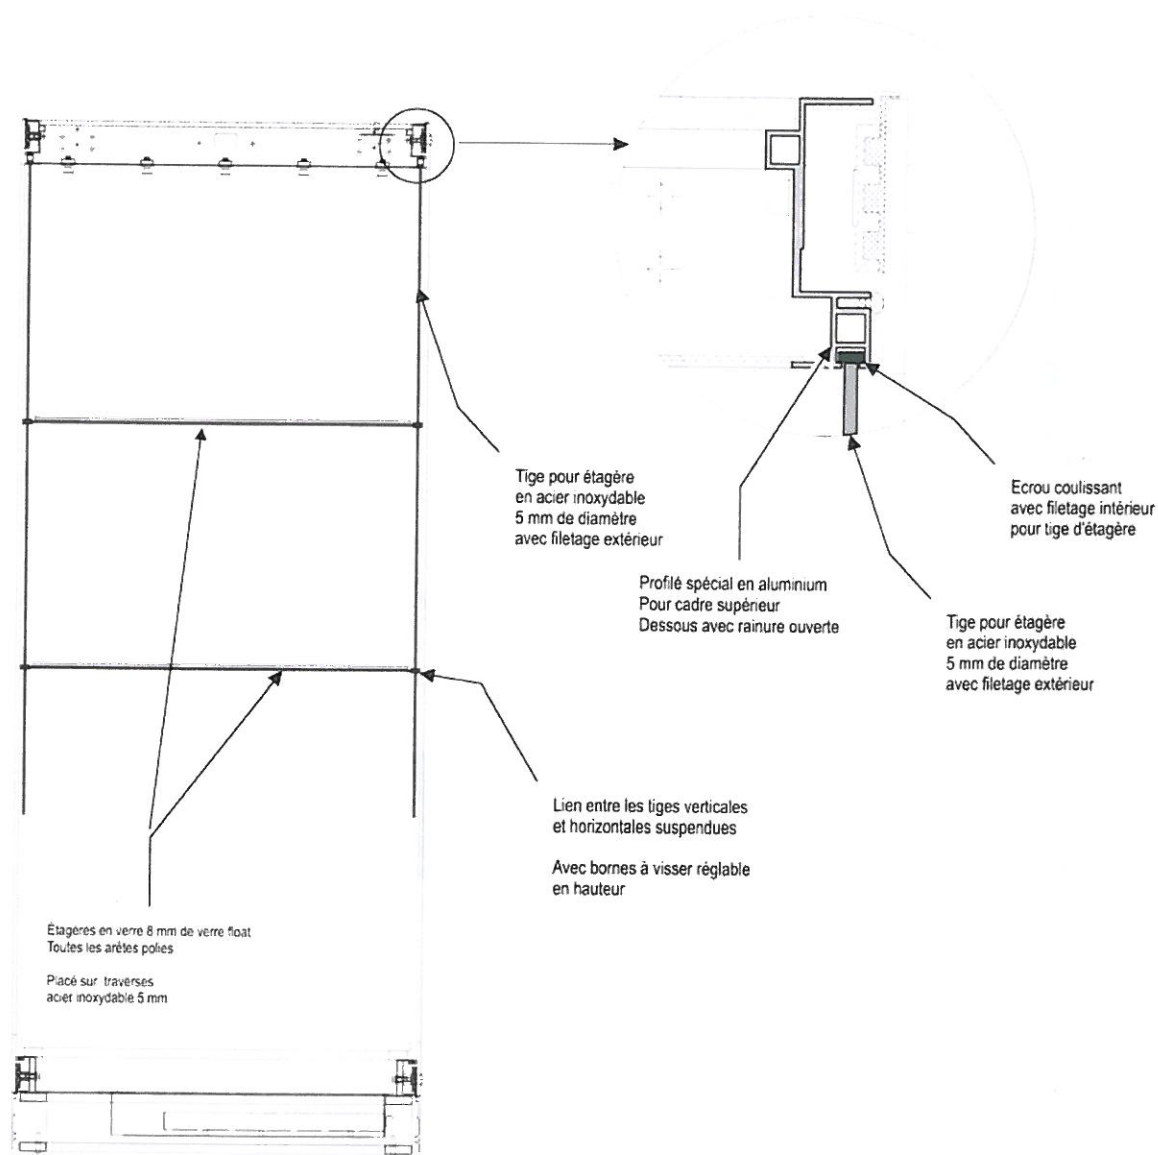 Tige pour étagère
en acier inoxydable
5 mm de diamètre
avec filetage extérieur
Ecrou coulissant
avec filetage intérieur
pour tige d'étagère
Profilé spécial en aluminium
Pour cadre supérieur
Dessous avec rainure ouverte
Tige pour étagère
en acier inoxydable
5 mm de diamètre
avec filetage extérieur
Lien entre les tiges verticales
et horizontales suspendues
Avec bornes à visser réglable
en hauteur
Étageres en verre 8 mm de verre float
Toutes les arêtes polies
Placé sur traverses
acier inoxydable 5 mm